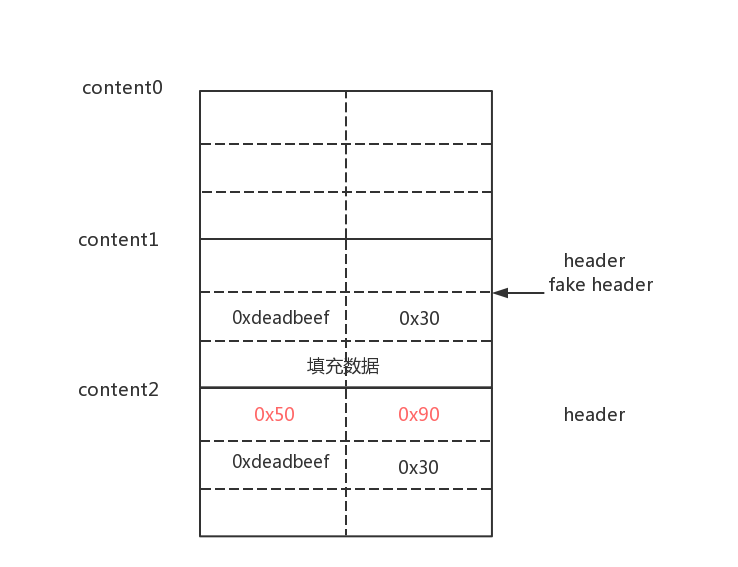 content0
content1
header
fake header
0xdeadbeef 0x30
填充数据
content2
0x50 0x90 header
0xdeadbeef 0x30